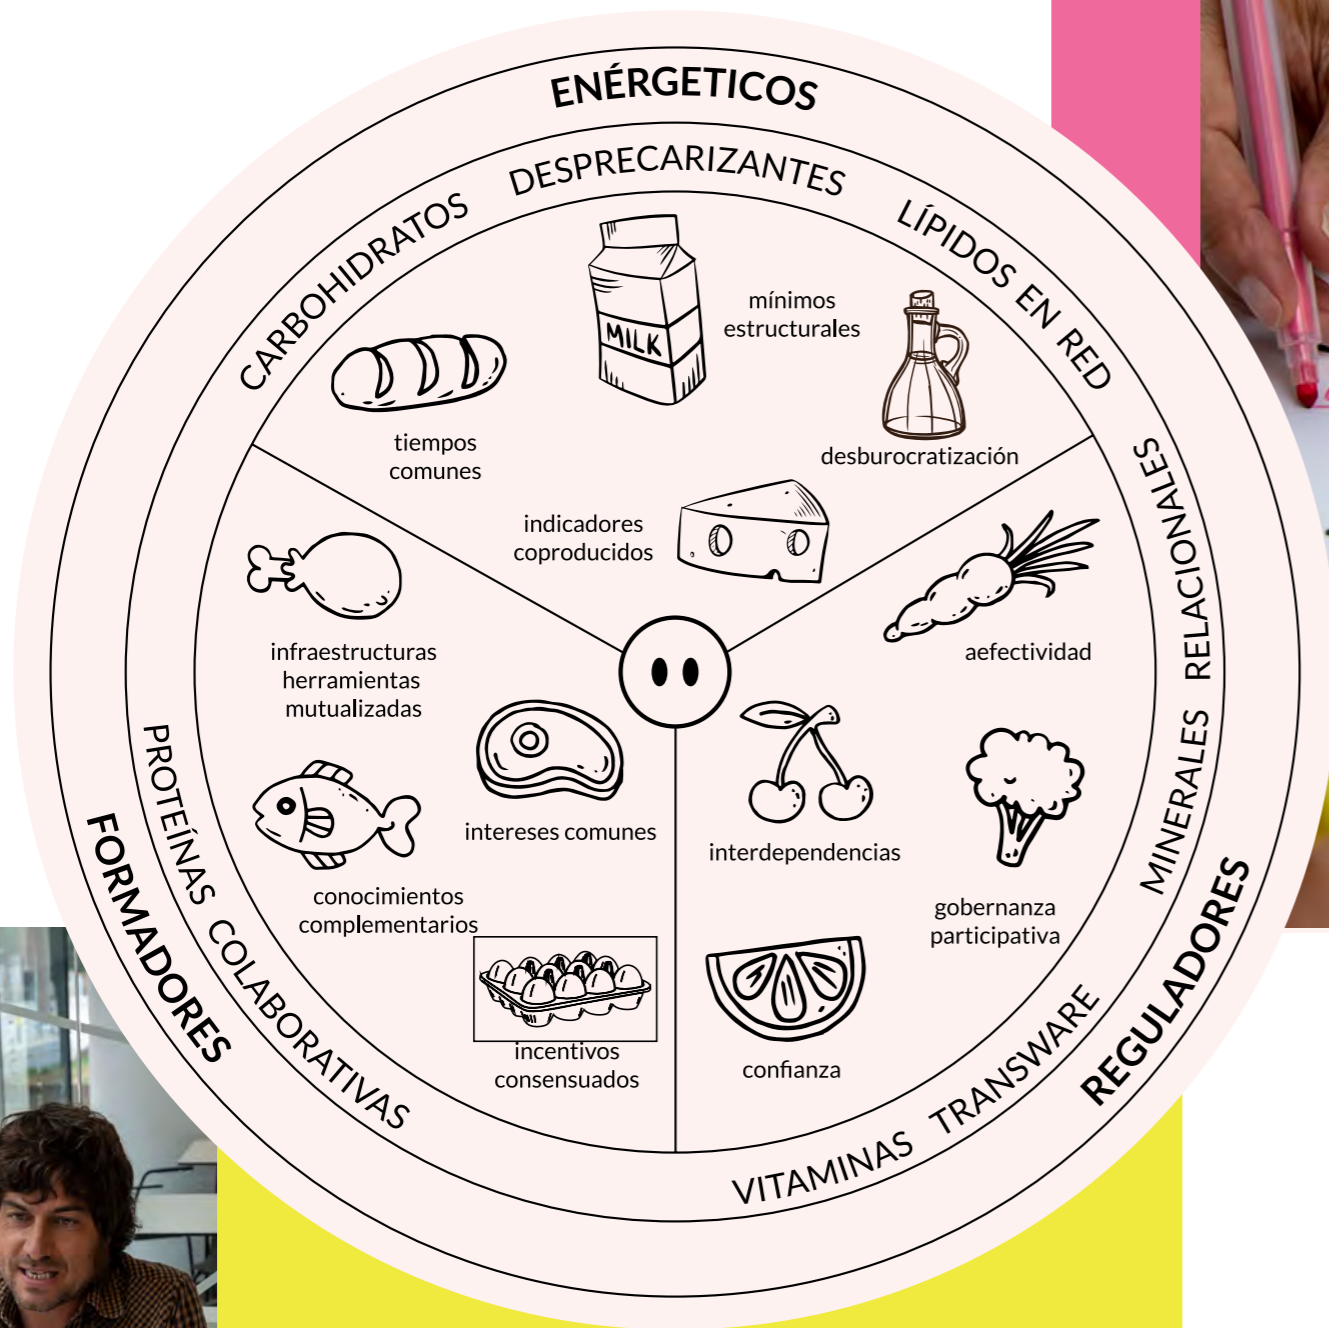 ENÉRGETICOS
CARBOHIDRATOS DESPRECARIZANTES LÍPIDOS EN RED
MILK
mínimos
estructurales
tiempos
comunes
desburocratización
indicadores
coproducidos
infraestructuras
herramientas
mutualizadas
intereses comunes
conocimientos
complementarios
incentivos
consensuados
PROTEÍNAS COLABORATIVAS
FORMADORES
aefectividad
interdependencias
gobernanza
participativa
confianza
MINERALES RELACIONALES
VITAMINAS TRANSWARE
REGULADORES